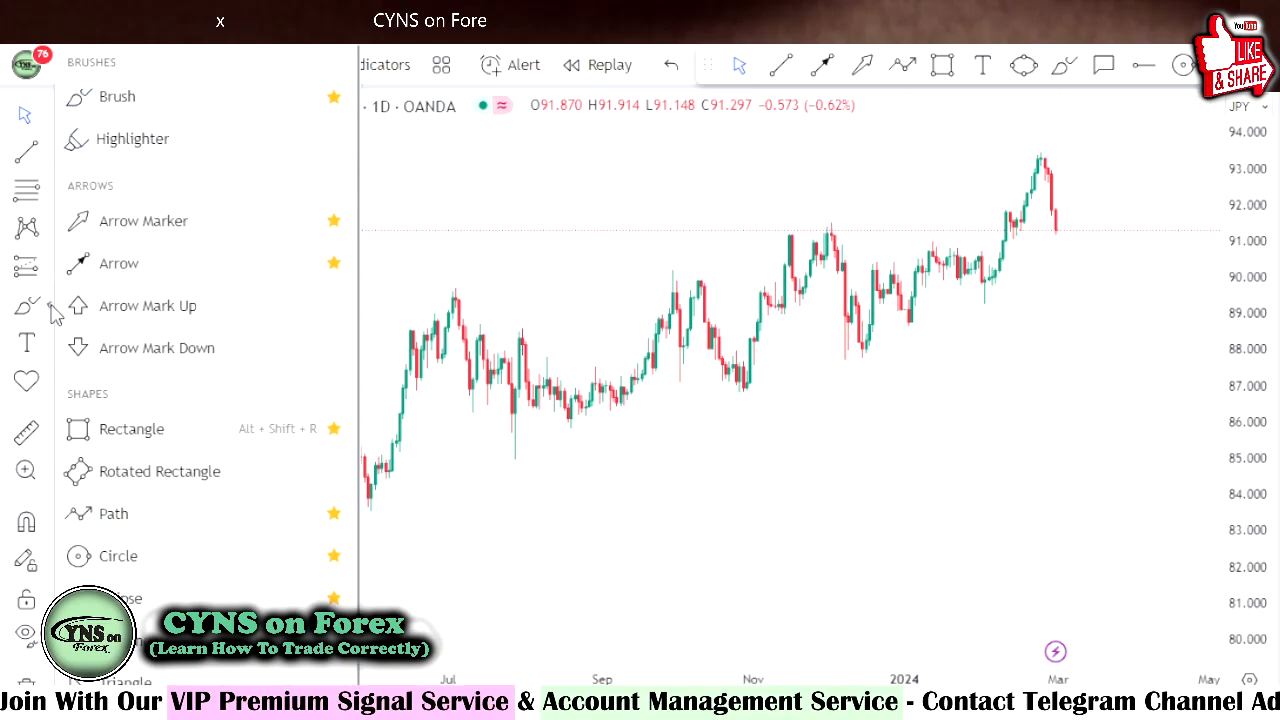 x
CYNS on Fore
76
BRUSHES
Brush
Highlighter
ARROWS
Arrow Marker
Arrow
Arrow Mark Up
Arrow Mark Down
SHAPES
Rectangle Alt + Shift + R
Rotated Rectangle
Path
Circle
dicators
Alert
Replay
T
T
You Tube
LIKE
& SHARE
· 1D · OANDA
O91.870 H91.914 L91.148 C91.297 −0.573 (−0.62%)
JPY
94.000
93.000
92.000
91.000
90.000
89.000
88.000
87.000
86.000
85.000
84.000
83.000
82.000
81.000
80.000
Jul
Sep
Nov
2024
Mar
May
CYNS on
Forex
CYNS on Forex
(Learn How To Trade Correctly)
Triangle
Join With Our VIP Premium Signal Service & Account Management Service - Contact Telegram Channel Ad